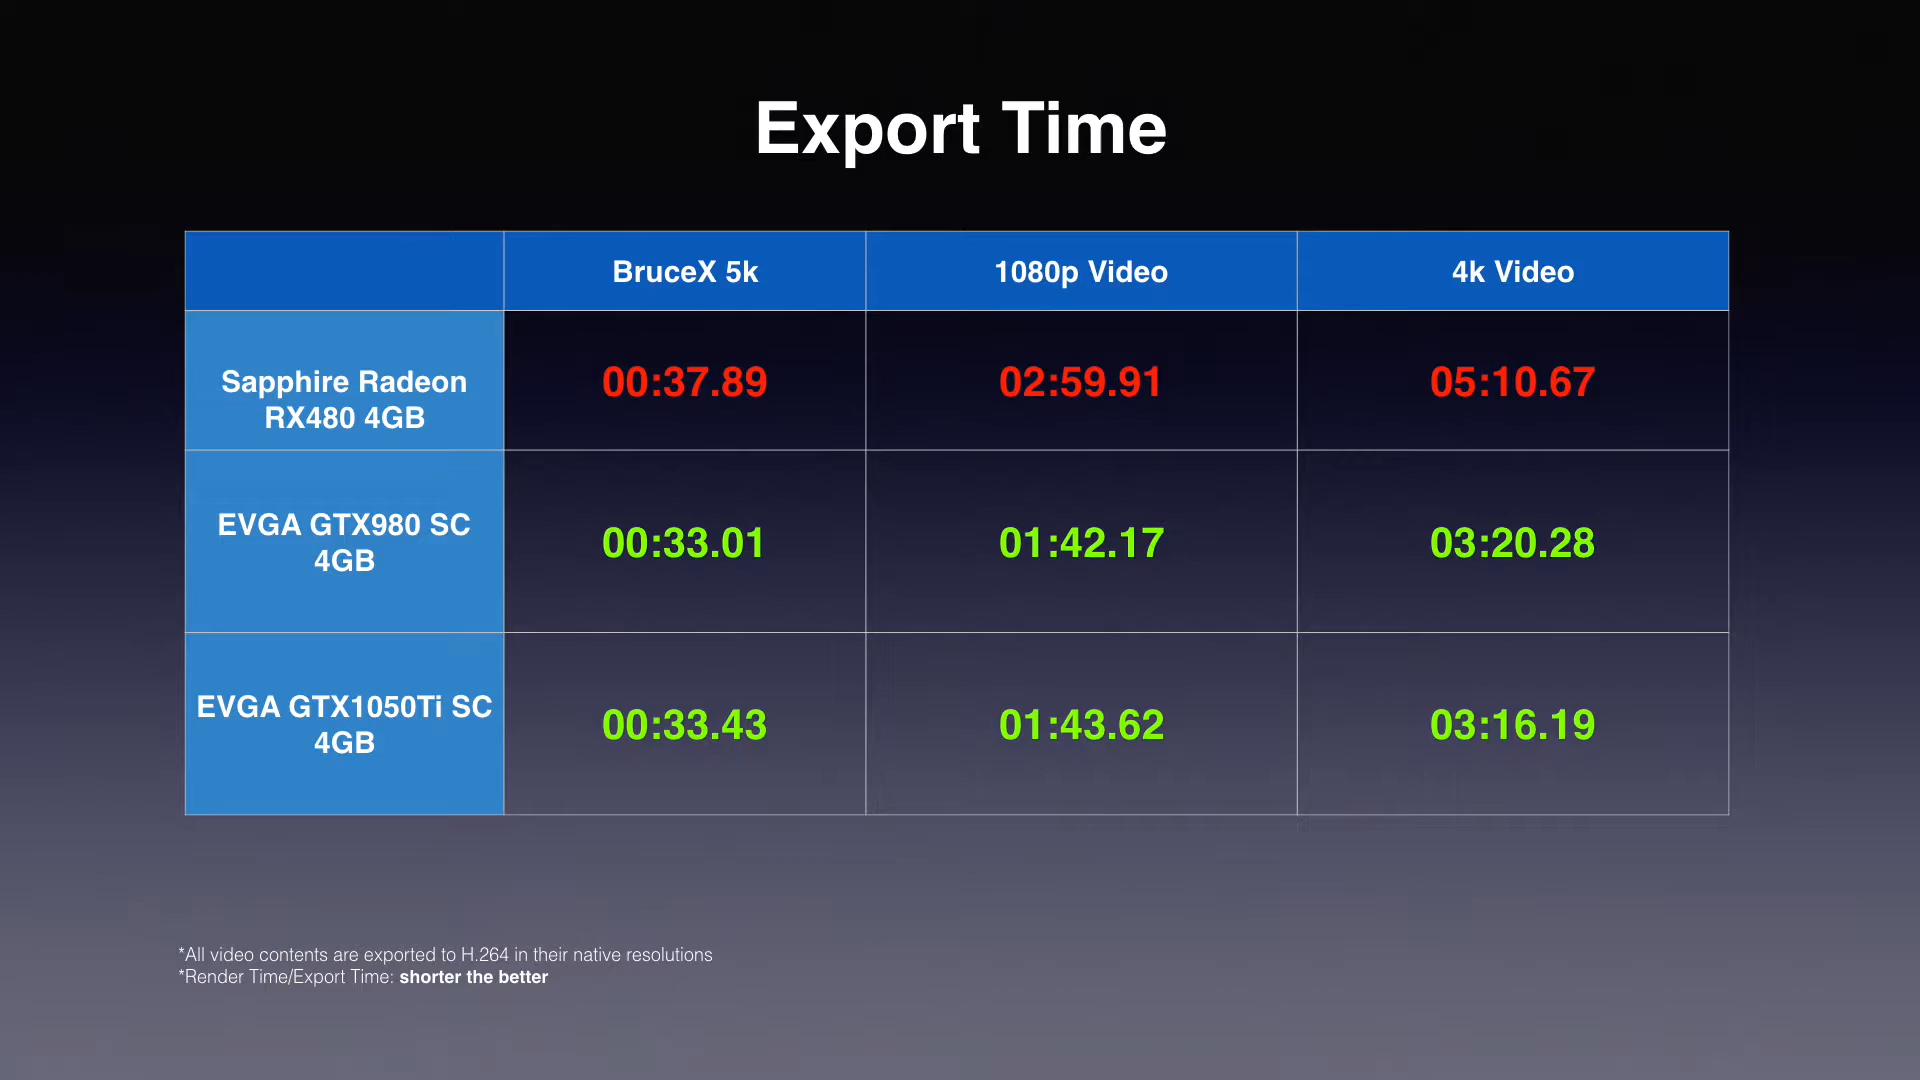 Export Time
BruceX 5k
1080p Video
4k Video
Sapphire Radeon
RX480 4GB
00:37.89
02:59.91
05:10.67
EVGA GTX980 SC
4GB
00:33.01
01:42.17
03:20.28
EVGA GTX1050Ti SC
4GB
00:33.43
01:43.62
03:16.19
*All video contents are exported to H.264 in their native resolutions
*Render Time/Export Time: shorter the better